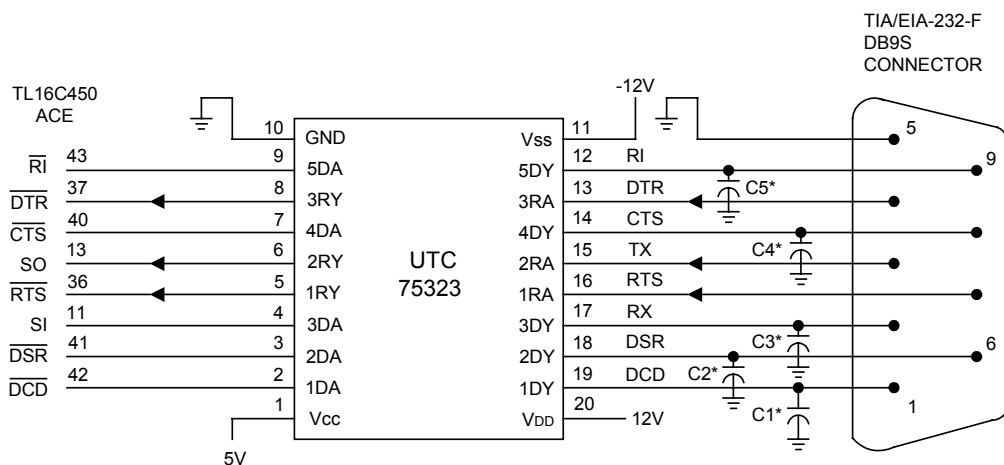 TIA/EIA-232-F
DB9S
CONNECTOR
TL16C450
ACE
-12V
10 GND Vss 11 5
RI 43 9 5DA 5DY 12 RI 9
DTR 37 8 3RY 3RA 13 DTR C5*
CTS 40 7 4DA 4DY 14 CTS
SO 13 6 2RY 2RA 15 TX C4*
UTC
75323
RTS 36 5 1RY 1RA 16 RTS
SI 11 4 3DA 3DY 17 RX
DSR 41 3 2DA 2DY 18 DSR C3* 6
DCD 42 2 1DA 1DY 19 DCD C2* 1
1 Vcc VDD 20 12V C1*
5V